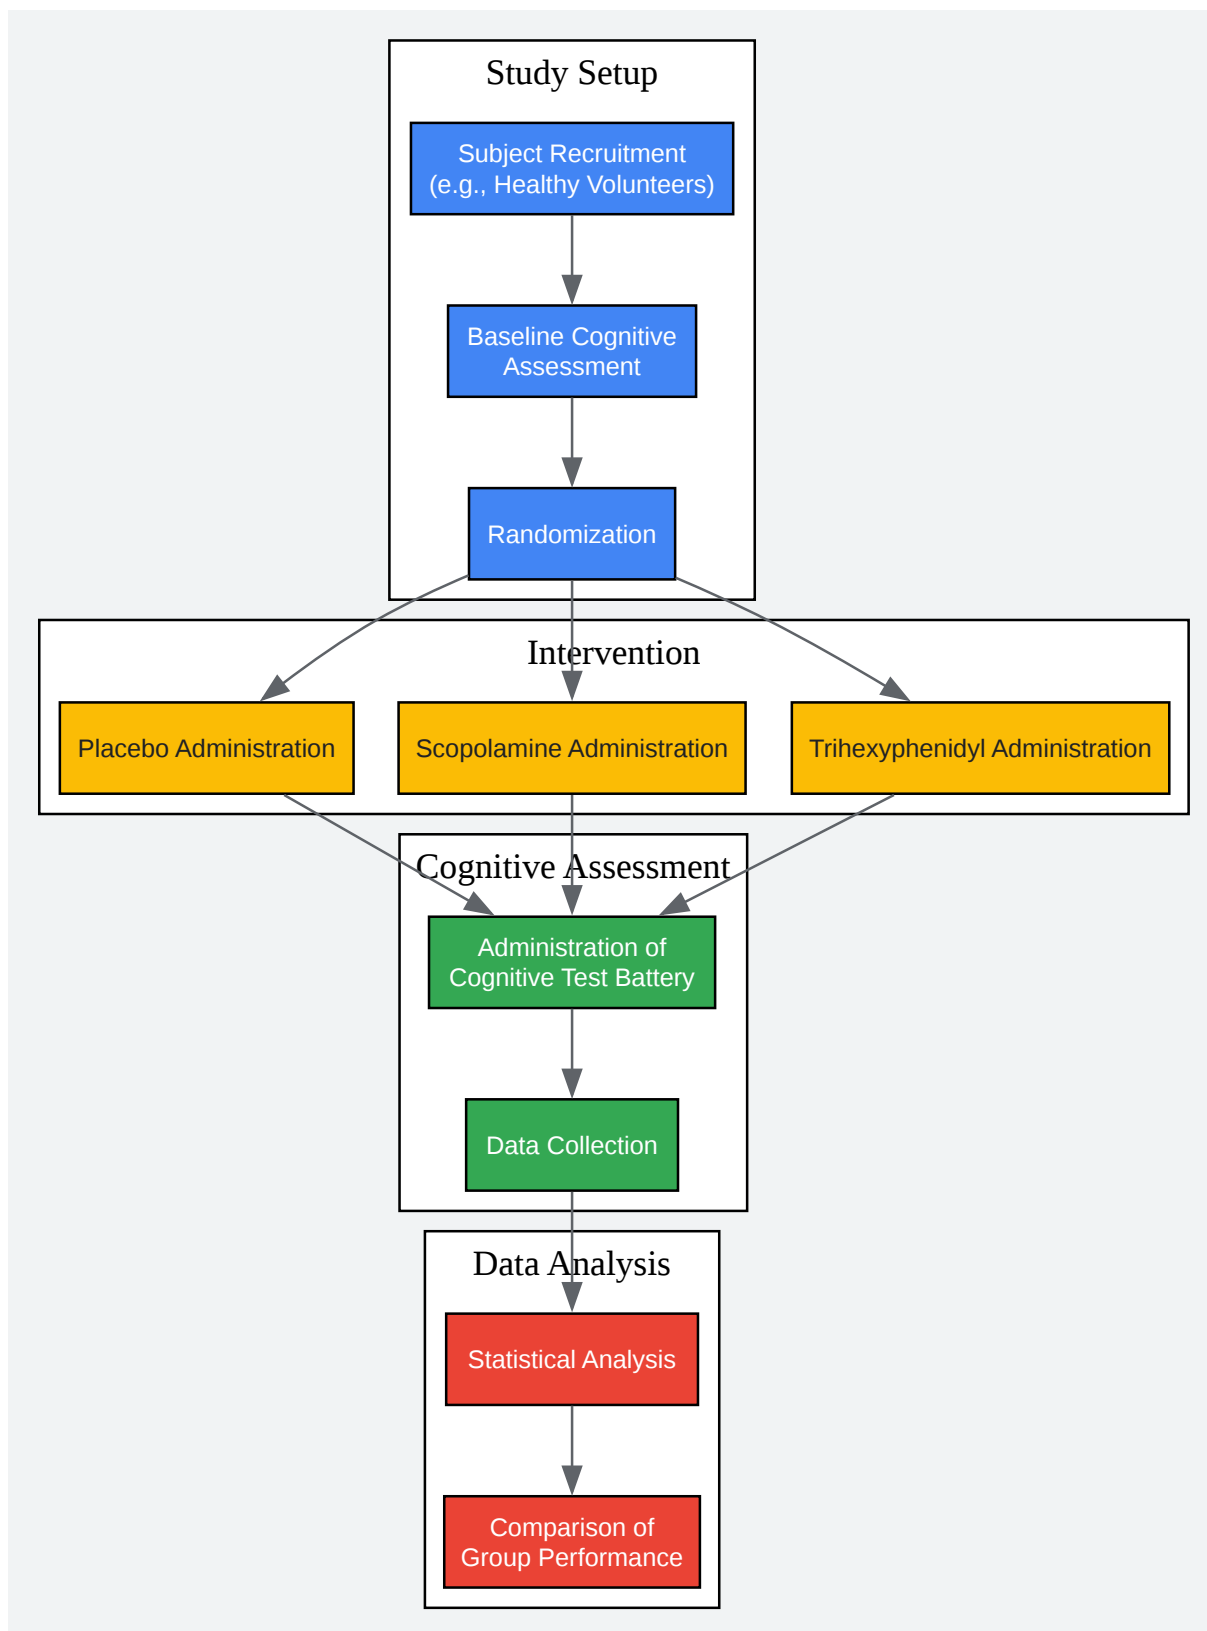 Study Setup
Subject Recruitment
(e.g., Healthy Volunteers)
Baseline Cognitive
Assessment
Randomization
Intervention
Placebo Administration
Scopolamine Administration
Trihexyphenidyl Administration
Cognitive Assessment
Administration of
Cognitive Test Battery
Data Collection
Data Analysis
Statistical Analysis
Comparison of
Group Performance